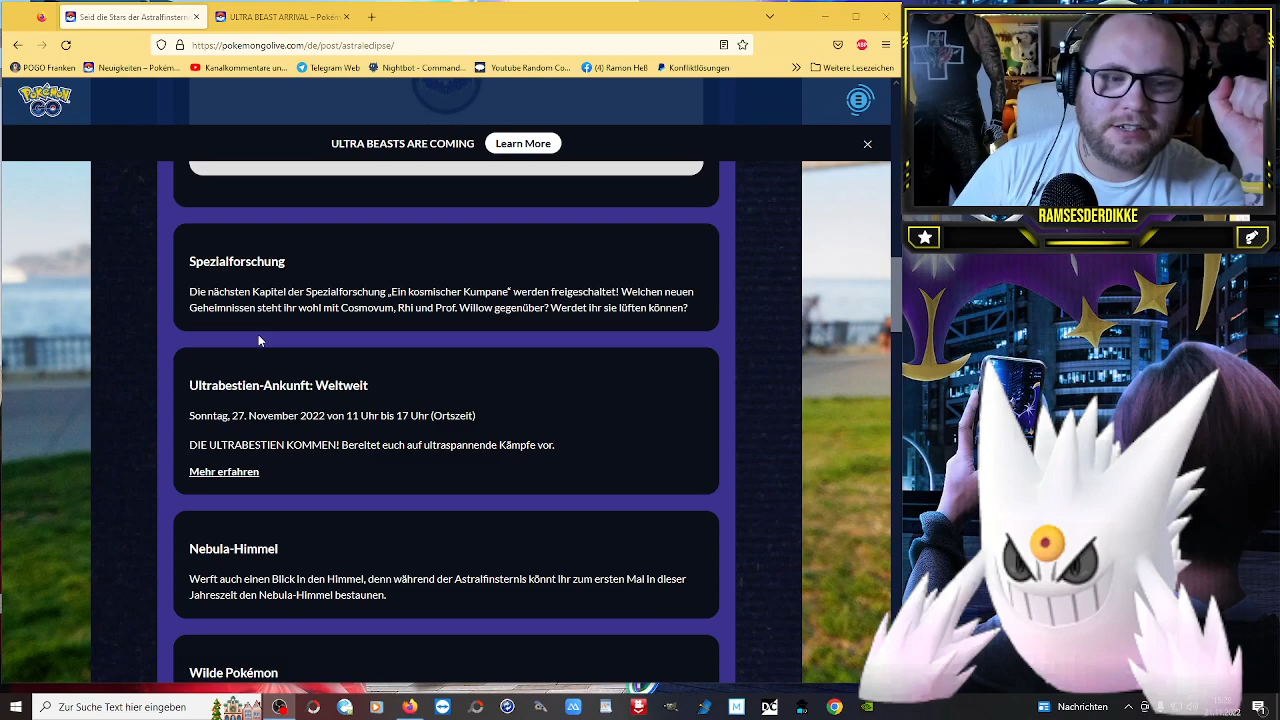 Seid die Stars der Astralfinstern
ULTRA BEAST ARRIVAL – Pokém
https://pokemongolive.com/de/post/astraleclipse/
ABP
POGO Franken
Neuigkeiten – Pokém…
Telegram Web
Nightbot - Command…
Youtube Random Co…
(4) Ramon Heß
Konfliktlösungen
Weitere Lesezeichen
POKéMON
GO
ULTRA BEASTS ARE COMING
Learn More
RAMSESDERDIKKE
Spezialforschung
Die nächsten Kapitel der Spezialforschung „Ein kosmischer Kumpane“ werden freigeschaltet! Welchen neuen
Geheimnissen steht ihr wohl mit Cosmovum, Rhi und Prof. Willow gegenüber? Werdet ihr sie lüften können?
Ultrabestien-Ankunft: Weltweit
Sonntag, 27. November 2022 von 11 Uhr bis 17 Uhr (Ortszeit)
DIE ULTRABESTIEN KOMMEN! Bereitet euch auf ultraspannende Kämpfe vor.
Mehr erfahren
Nebula-Himmel
Werft doch einen Blick in den Himmel, denn während der Astralfinsternis könnt ihr zum ersten Mal in dieser
Jahreszeit den Nebula-Himmel bestaunen.
Wilde Pokémon
Zur Suche Text hier eingeben
Nachrichten